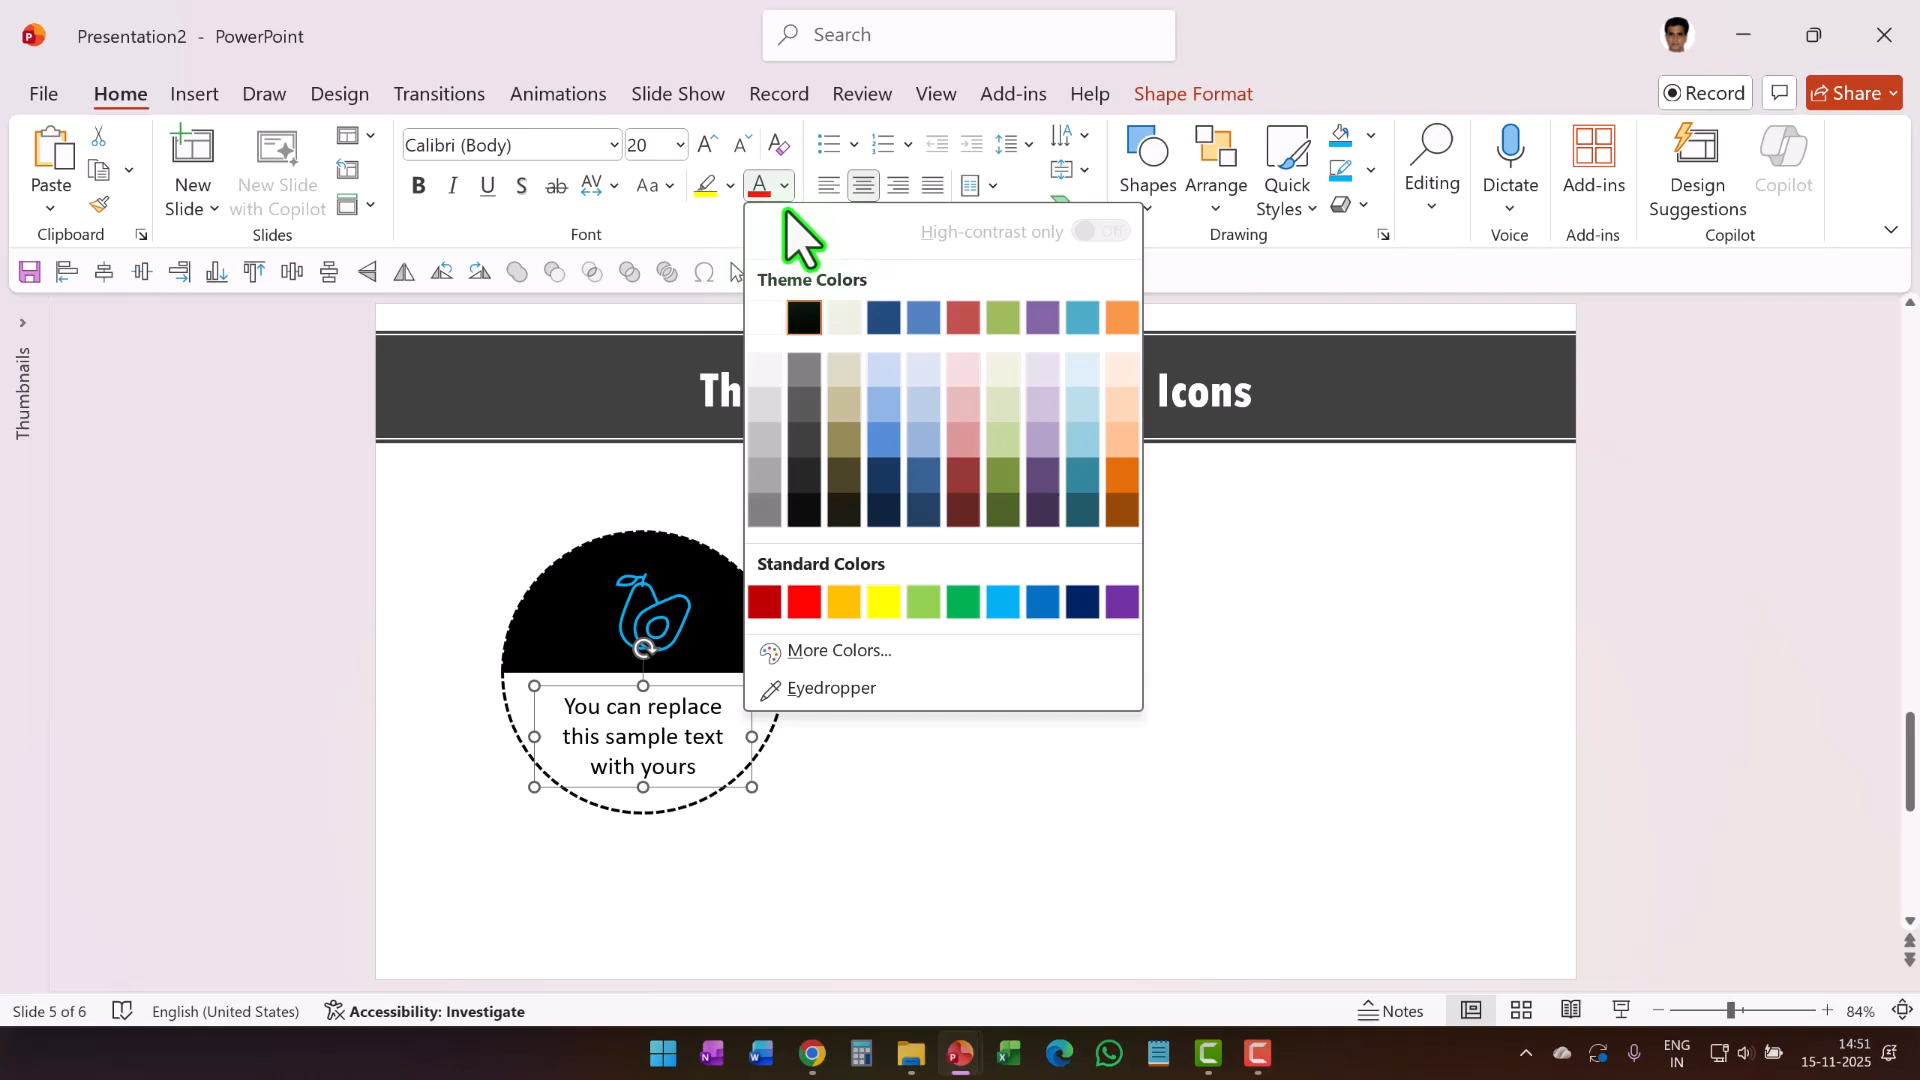 Presentation2 - PowerPoint
Search
File Home Insert Draw Design Transitions Animations Slide Show Record Review View Add-ins Help Shape Format
Record
Share
Paste
New
Slide
New Slide
with Copilot
Calibri (Body)
20
Shapes
Arrange
Quick
Styles
Editing
Dictate
Add-ins
Design
Suggestions
Copilot
Clipboard
Slides
Font
Drawing
Voice
Add-ins
Copilot
High-contrast only
Off
Theme Colors
Standard Colors
More Colors...
Eyedropper
Thumbnails
Th
Icons
You can replace
this sample text
with yours
Slide 5 of 6
English (United States)
Accessibility: Investigate
Notes
84%
ENG
IN
14:51
15-11-2025